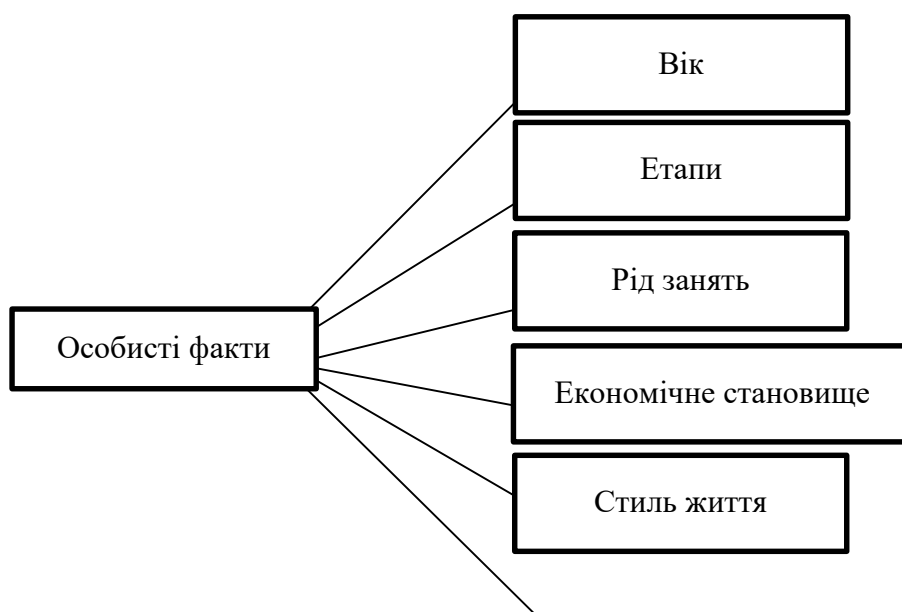 Вік
Етапи
Рід занять
Особисті факти
Економічне становище
Стиль життя